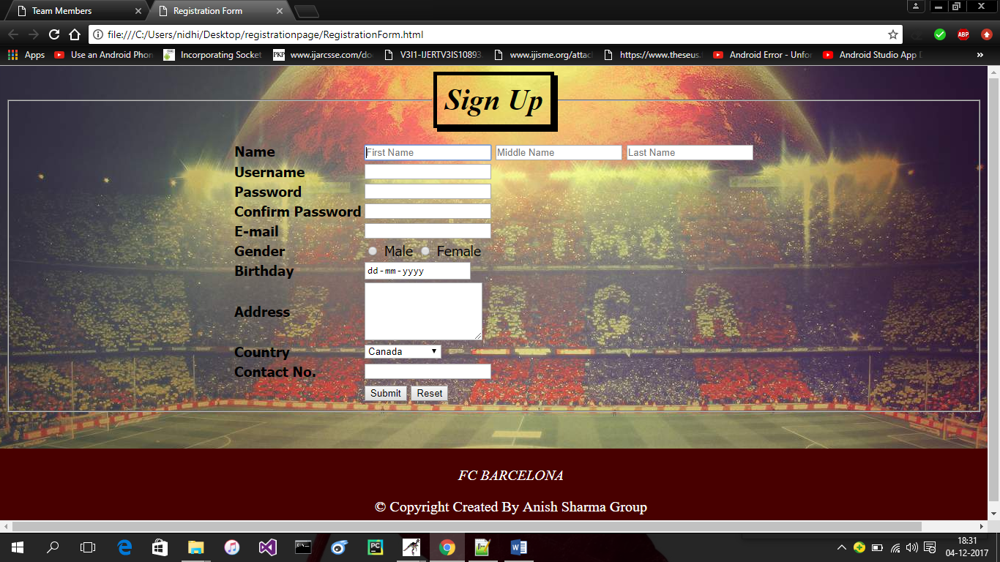 Team Members
Registration Form
file:///C:/Users/nidhi/Desktop/registrationpage/RegistrationForm.html
ABP
Apps
Use an Android Phon
Incorporating Socket
PKP
www.ijarcsse.com/do
V3I1-IJERTV3IS10893
www.ijisme.org/attac
https://www.theseus.
Android Error - Unfor
Android Studio App D
»
Sign Up
Name First Name Middle Name Last Name
Username
Password
Confirm Password
E-mail
Gender Male Female
Birthday dd-mm-yyyy
Address
Country Canada
Contact No.
Submit Reset
FC BARCELONA
© Copyright Created By Anish Sharma Group
18:31
04-12-2017